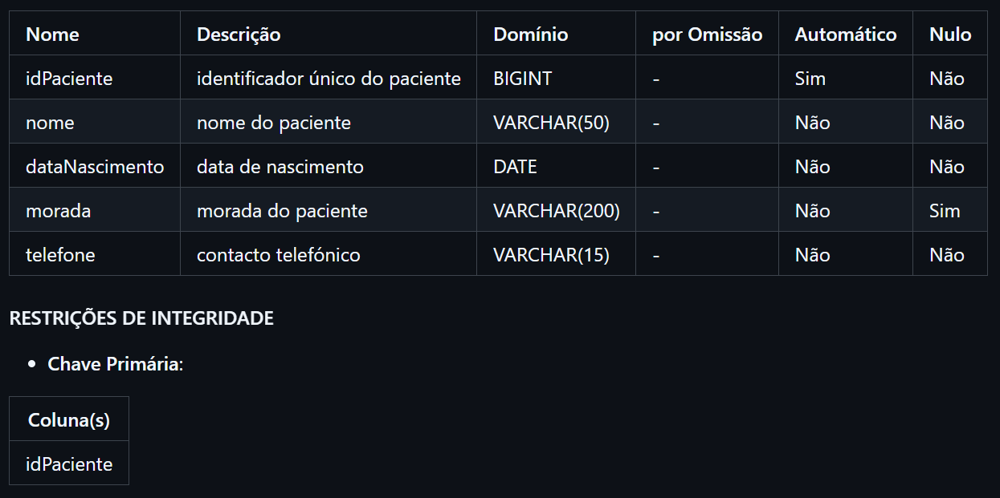 Nome Descrição Domínio por Omissão Automático Nulo
idPaciente identificador único do paciente BIGINT - Sim Não
nome nome do paciente VARCHAR(50) - Não Não
dataNascimento data de nascimento DATE - Não Não
morada morada do paciente VARCHAR(200) - Não Sim
telefone contacto telefónico VARCHAR(15) - Não Não
RESTRIÇÕES DE INTEGRIDADE
• Chave Primária:
Coluna(s)
idPaciente